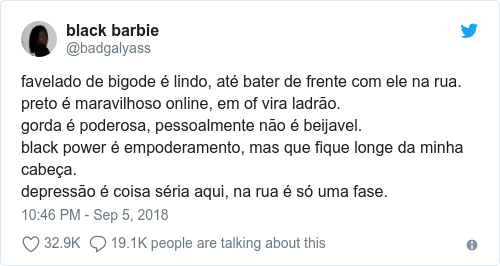 black barbie
@badgalyass
favelado de bigode é lindo, até bater de frente com ele na rua.
preto é maravilhoso online, em of vira ladrão.
gorda é poderosa, pessoalmente não é beijavel.
black power é empoderamento, mas que fique longe da minha
cabeça.
depressão é coisa séria aqui, na rua é só uma fase.
10:46 PM - Sep 5, 2018
32.9K 19.1K people are talking about this